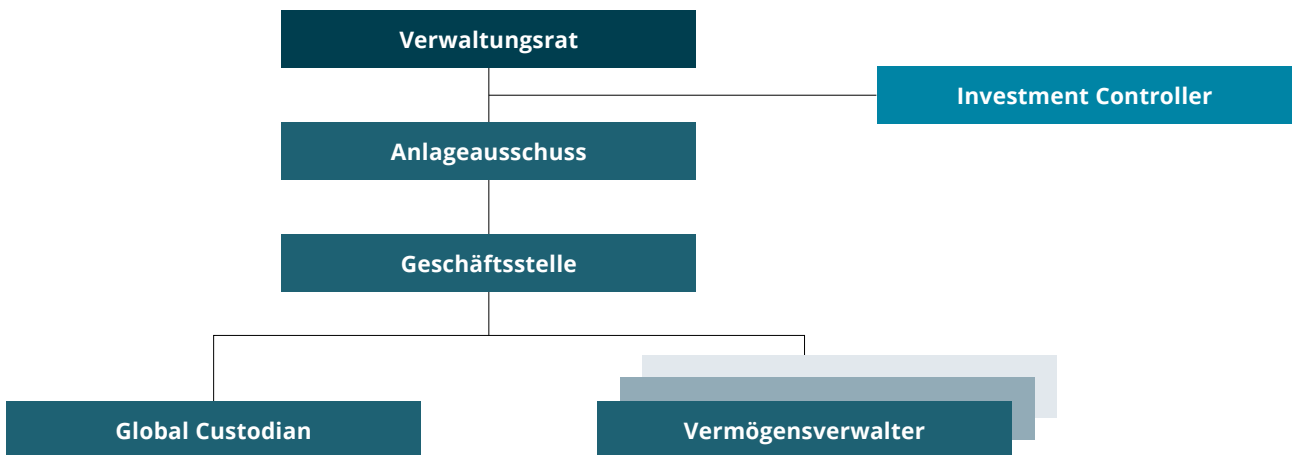 Verwaltungsrat
Investment Controller
Anlageausschuss
Geschäftsstelle
Global Custodian
Vermögensverwalter